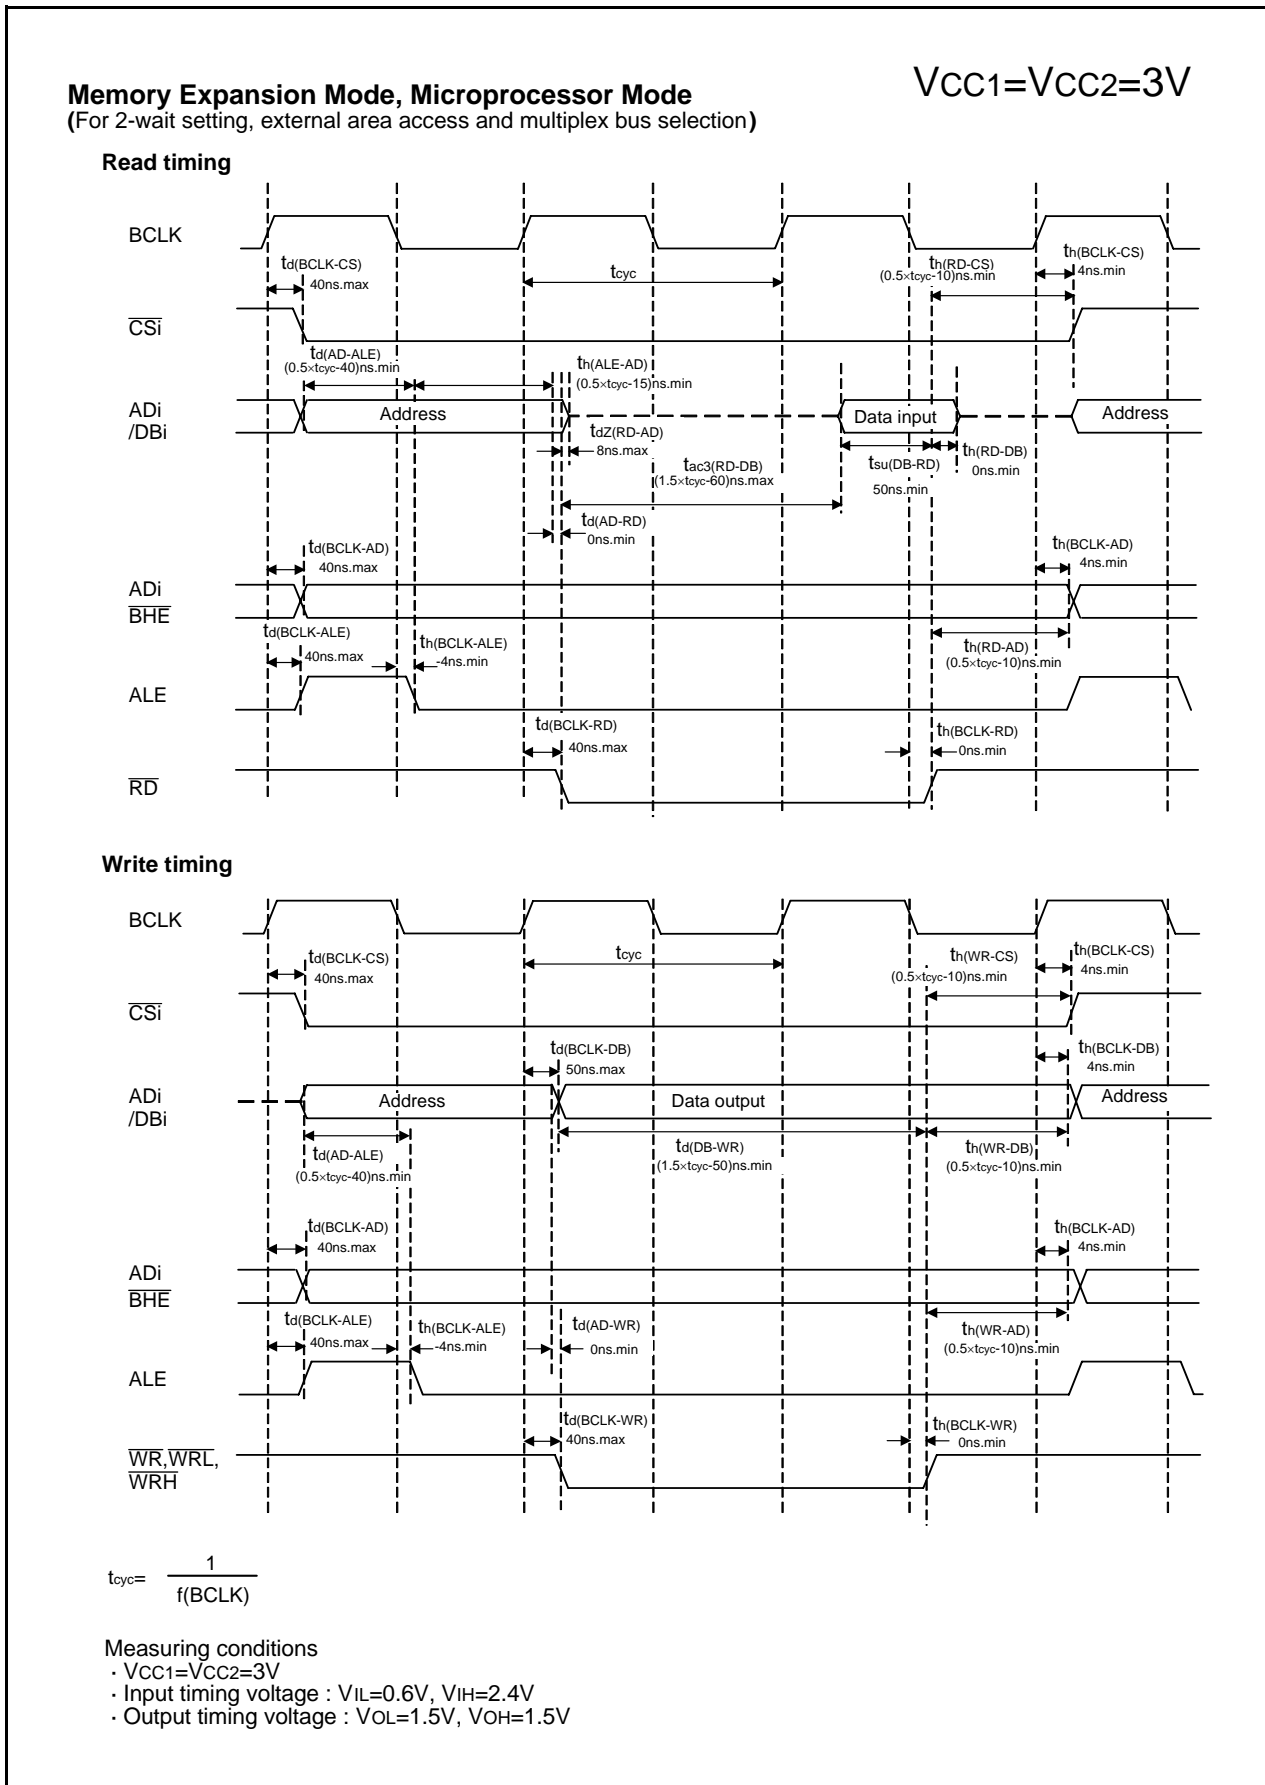 VCC1=VCC2=3V
Memory Expansion Mode, Microprocessor Mode
(For 2-wait setting, external area access and multiplex bus selection)
Read timing
BCLK
td(BCLK-CS)
40ns.max
tcyc
th(RD-CS)
(0.5×tcyc-10)ns.min
th(BCLK-CS)
4ns.min
CSi
td(AD-ALE)
(0.5×tcyc-40)ns.min
th(ALE-AD)
(0.5×tcyc-15)ns.min
ADi
/DBi
Address
Data input
Address
tdZ(RD-AD)
8ns.max
tac3(RD-DB)
(1.5×tcyc-60)ns.max
tsu(DB-RD)
50ns.min
th(RD-DB)
0ns.min
td(AD-RD)
0ns.min
td(BCLK-AD)
40ns.max
th(BCLK-AD)
4ns.min
ADi
BHE
td(BCLK-ALE)
40ns.max
th(BCLK-ALE)
-4ns.min
th(RD-AD)
(0.5×tcyc-10)ns.min
ALE
td(BCLK-RD)
40ns.max
th(BCLK-RD)
0ns.min
RD
Write timing
BCLK
td(BCLK-CS)
40ns.max
tcyc
th(WR-CS)
(0.5×tcyc-10)ns.min
th(BCLK-CS)
4ns.min
CSi
td(BCLK-DB)
50ns.max
th(BCLK-DB)
4ns.min
ADi
/DBi
Address
Data output
Address
td(AD-ALE)
(0.5×tcyc-40)ns.min
td(DB-WR)
(1.5×tcyc-50)ns.min
th(WR-DB)
(0.5×tcyc-10)ns.min
td(BCLK-AD)
40ns.max
th(BCLK-AD)
4ns.min
ADi
BHE
td(BCLK-ALE)
40ns.max
th(BCLK-ALE)
-4ns.min
td(AD-WR)
0ns.min
th(WR-AD)
(0.5×tcyc-10)ns.min
ALE
td(BCLK-WR)
40ns.max
th(BCLK-WR)
0ns.min
WR,WRL,
WRH
tcyc= 1
f(BCLK)
Measuring conditions
· VCC1=VCC2=3V
· Input timing voltage : VIL=0.6V, VIH=2.4V
· Output timing voltage : VOL=1.5V, VOH=1.5V